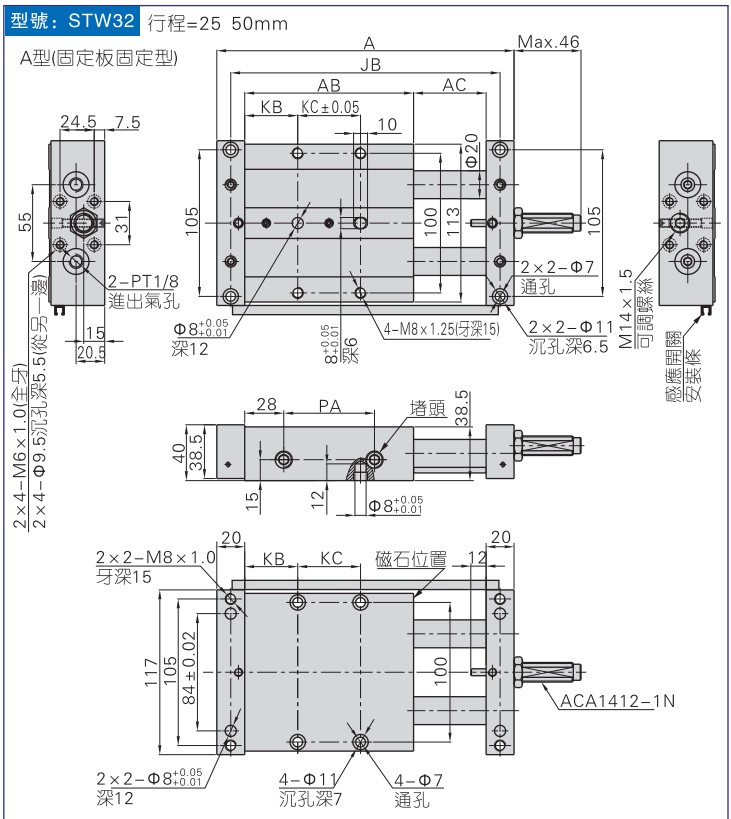 型號：STW32 行程=25 50mm
A型(固定板固定型)
A
Max.46
JB
AB
AC
KB
KC±0.05
10
24.5
7.5
Φ20
55
31
105
100
113
105
2-PT1/8
進出氣孔
15
20.5
2×4-M6×1.0(全牙)
2×4-Φ9.5沉孔深5.5(從另一邊)
Φ8+0.05 +0.01
深12
8+0.05 +0.01
深6
4-M8×1.25(牙深15)
2×2-Φ7
通孔
2×2-Φ11
沉孔深6.5
M14×1.5
可調螺絲
感應開關
安裝條
28
PA
堵頭
38.5
40
38.5
15
12
Φ8+0.05 +0.01
20
20
2×2-M8×1.0
牙深15
KB
KC
磁石位置
12
117
105
84±0.02
100
ACA1412-1N
2×2-Φ8+0.05 +0.01
深12
4-Φ11
沉孔深7
4-Φ7
通孔